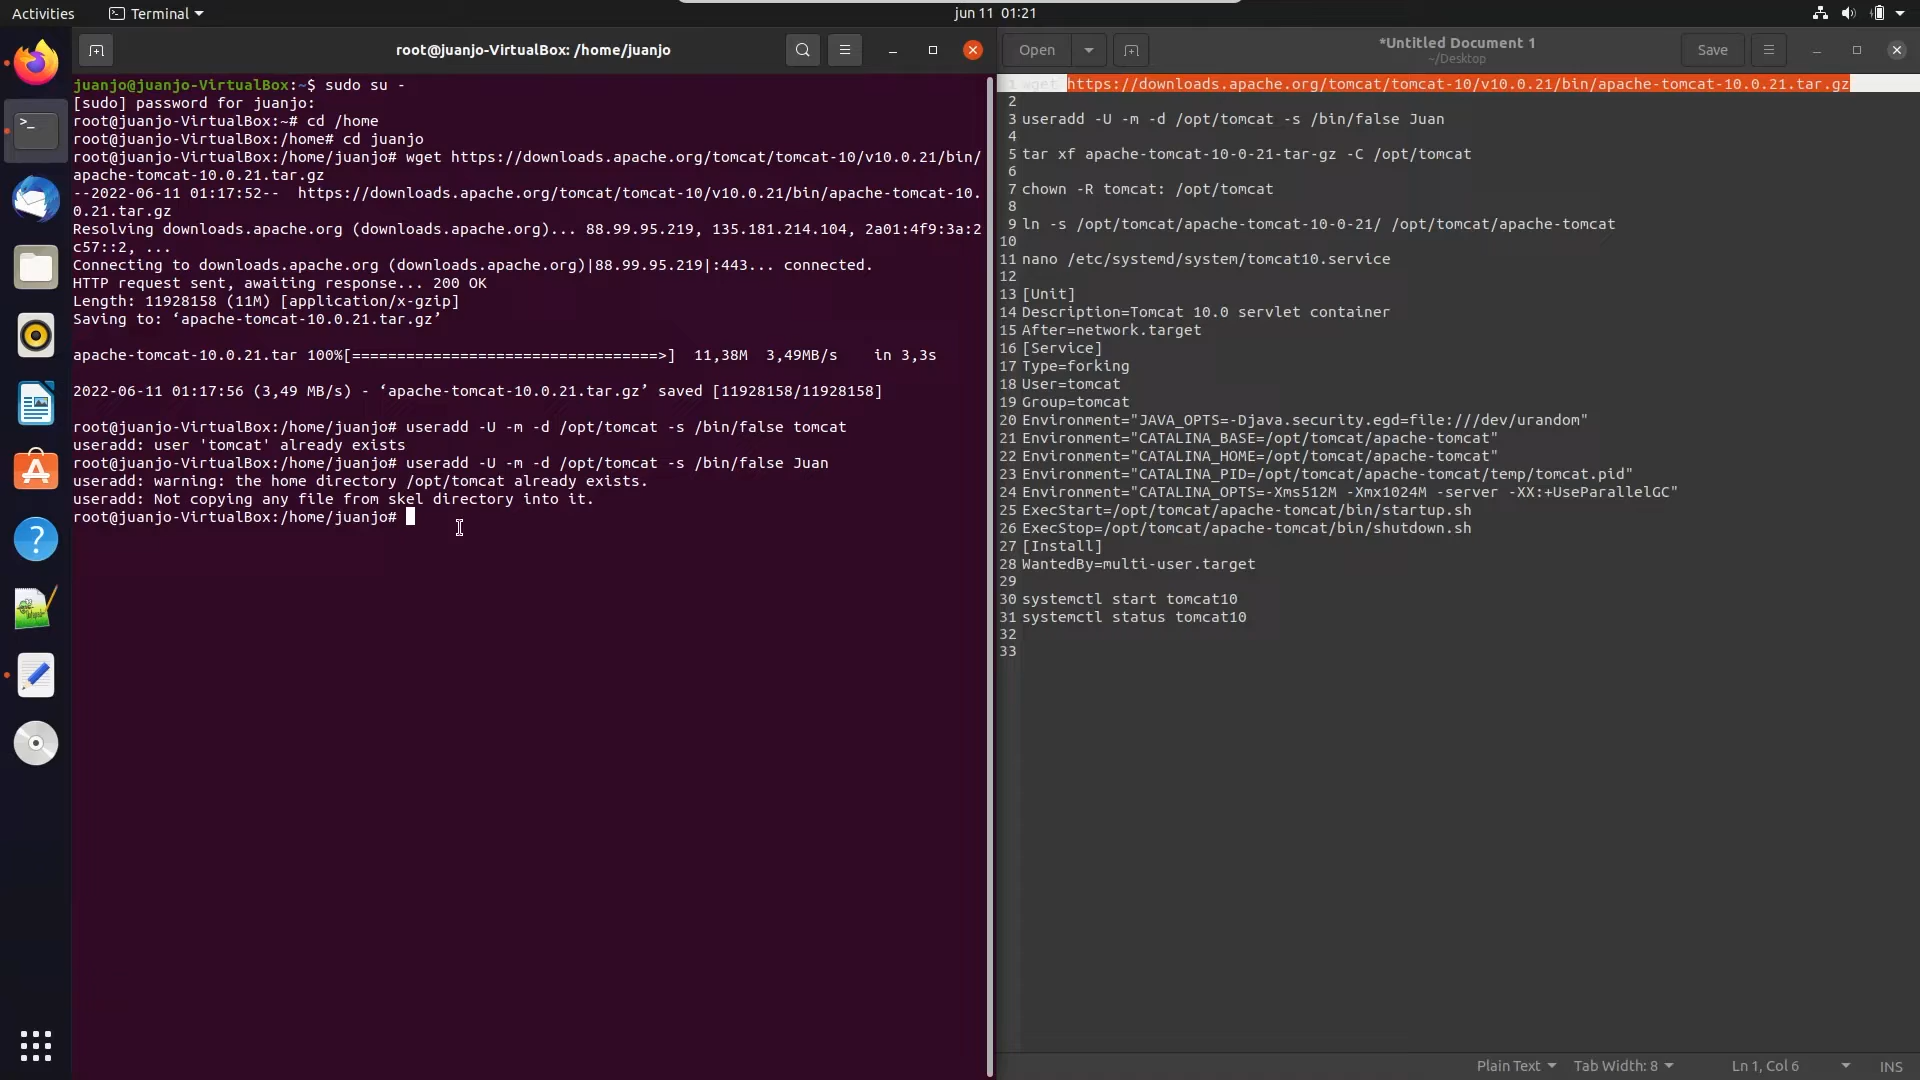 Activities
Terminal
jun 11 01:21
root@juanjo-VirtualBox: /home/juanjo
juanjo@juanjo-VirtualBox:~$ sudo su -
[sudo] password for juanjo:
root@juanjo-VirtualBox:~# cd /home
root@juanjo-VirtualBox:/home# cd juanjo
root@juanjo-VirtualBox:/home/juanjo# wget https://downloads.apache.org/tomcat/tomcat-10/v10.0.21/bin/
apache-tomcat-10.0.21.tar.gz
--2022-06-11 01:17:52--  https://downloads.apache.org/tomcat/tomcat-10/v10.0.21/bin/apache-tomcat-10.
0.21.tar.gz
Resolving downloads.apache.org (downloads.apache.org)... 88.99.95.219, 135.181.214.104, 2a01:4f9:3a:2
c57::2, ...
Connecting to downloads.apache.org (downloads.apache.org)|88.99.95.219|:443... connected.
HTTP request sent, awaiting response... 200 OK
Length: 11928158 (11M) [application/x-gzip]
Saving to: ‘apache-tomcat-10.0.21.tar.gz’
apache-tomcat-10.0.21.tar 100%[==================================>]  11,38M  3,49MB/s    in 3,3s
2022-06-11 01:17:56 (3,49 MB/s) - ‘apache-tomcat-10.0.21.tar.gz’ saved [11928158/11928158]
root@juanjo-VirtualBox:/home/juanjo# useradd -U -m -d /opt/tomcat -s /bin/false tomcat
useradd: user 'tomcat' already exists
root@juanjo-VirtualBox:/home/juanjo# useradd -U -m -d /opt/tomcat -s /bin/false Juan
useradd: warning: the home directory /opt/tomcat already exists.
useradd: Not copying any file from skel directory into it.
root@juanjo-VirtualBox:/home/juanjo#
Open
*Untitled Document 1
~/Desktop
Save
1 wget https://downloads.apache.org/tomcat/tomcat-10/v10.0.21/bin/apache-tomcat-10.0.21.tar.gz
2
3 useradd -U -m -d /opt/tomcat -s /bin/false Juan
4
5 tar xf apache-tomcat-10-0-21-tar-gz -C /opt/tomcat
6
7 chown -R tomcat: /opt/tomcat
8
9 ln -s /opt/tomcat/apache-tomcat-10-0-21/ /opt/tomcat/apache-tomcat
10
11 nano /etc/systemd/system/tomcat10.service
12
13 [Unit]
14 Description=Tomcat 10.0 servlet container
15 After=network.target
16 [Service]
17 Type=forking
18 User=tomcat
19 Group=tomcat
20 Environment="JAVA_OPTS=-Djava.security.egd=file:///dev/urandom"
21 Environment="CATALINA_BASE=/opt/tomcat/apache-tomcat"
22 Environment="CATALINA_HOME=/opt/tomcat/apache-tomcat"
23 Environment="CATALINA_PID=/opt/tomcat/apache-tomcat/temp/tomcat.pid"
24 Environment="CATALINA_OPTS=-Xms512M -Xmx1024M -server -XX:+UseParallelGC"
25 ExecStart=/opt/tomcat/apache-tomcat/bin/startup.sh
26 ExecStop=/opt/tomcat/apache-tomcat/bin/shutdown.sh
27 [Install]
28 WantedBy=multi-user.target
29
30 systemctl start tomcat10
31 systemctl status tomcat10
32
33
Plain Text
Tab Width: 8
Ln 1, Col 6
INS